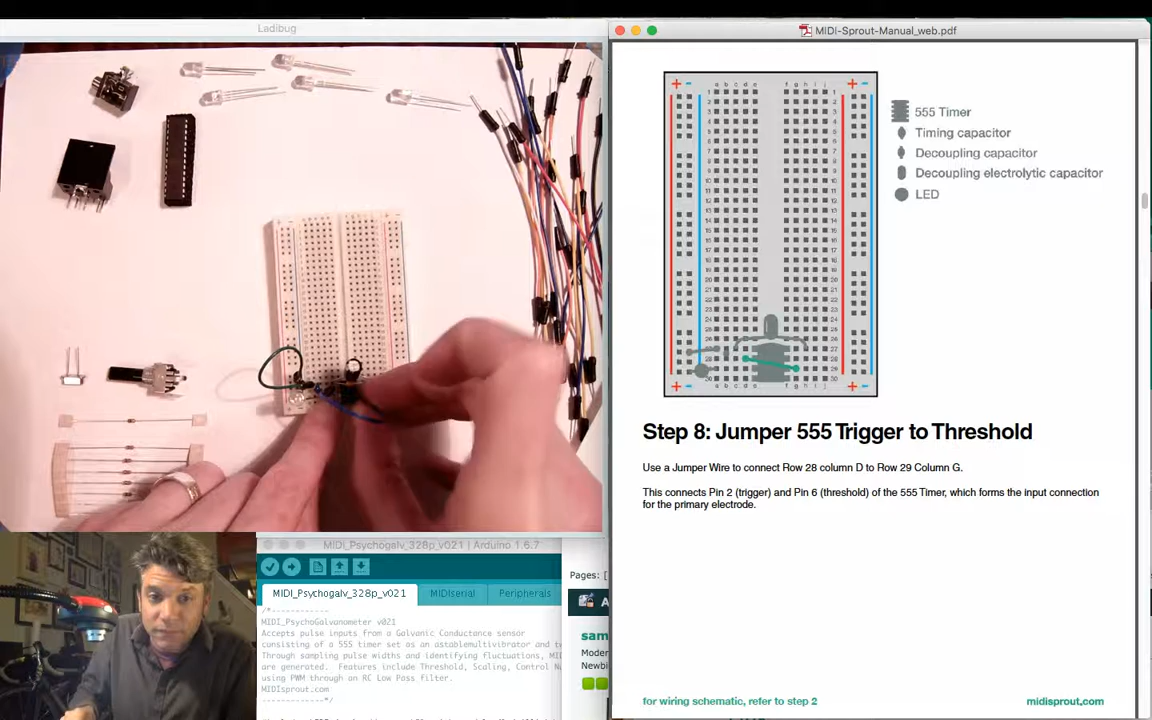 Ladibug
MIDI-Sprout-Manual_web.pdf
555 Timer
Timing capacitor
Decoupling capacitor
Decoupling electrolytic capacitor
LED
Step 8: Jumper 555 Trigger to Threshold
Use a Jumper Wire to connect Row 28 column D to Row 29 Column G.
This connects Pin 2 (trigger) and Pin 6 (threshold) of the 555 Timer, which forms the input connection
for the primary electrode.
for wiring schematic, refer to step 2
midisprout.com
MIDI_Psychogalv_328p_v021 | Arduino 1.6.7
MIDI_Psychogalv_328p_v021
MIDIserial
Peripherals
/*------------
MIDI_PsychoGalvanometer v021
Accepts pulse inputs from a Galvanic Conductance sensor
consisting of a 555 timer set as an astablemultivibrator and tw
Through sampling pulse widths and identifying fluctuations, MI
are generated. Features include Threshold, Scaling, Control N
using PWM through an RC Low Pass filter.
MIDIsprout.com
-------------*/
Pages: [
A
sam
Moder
Newbi